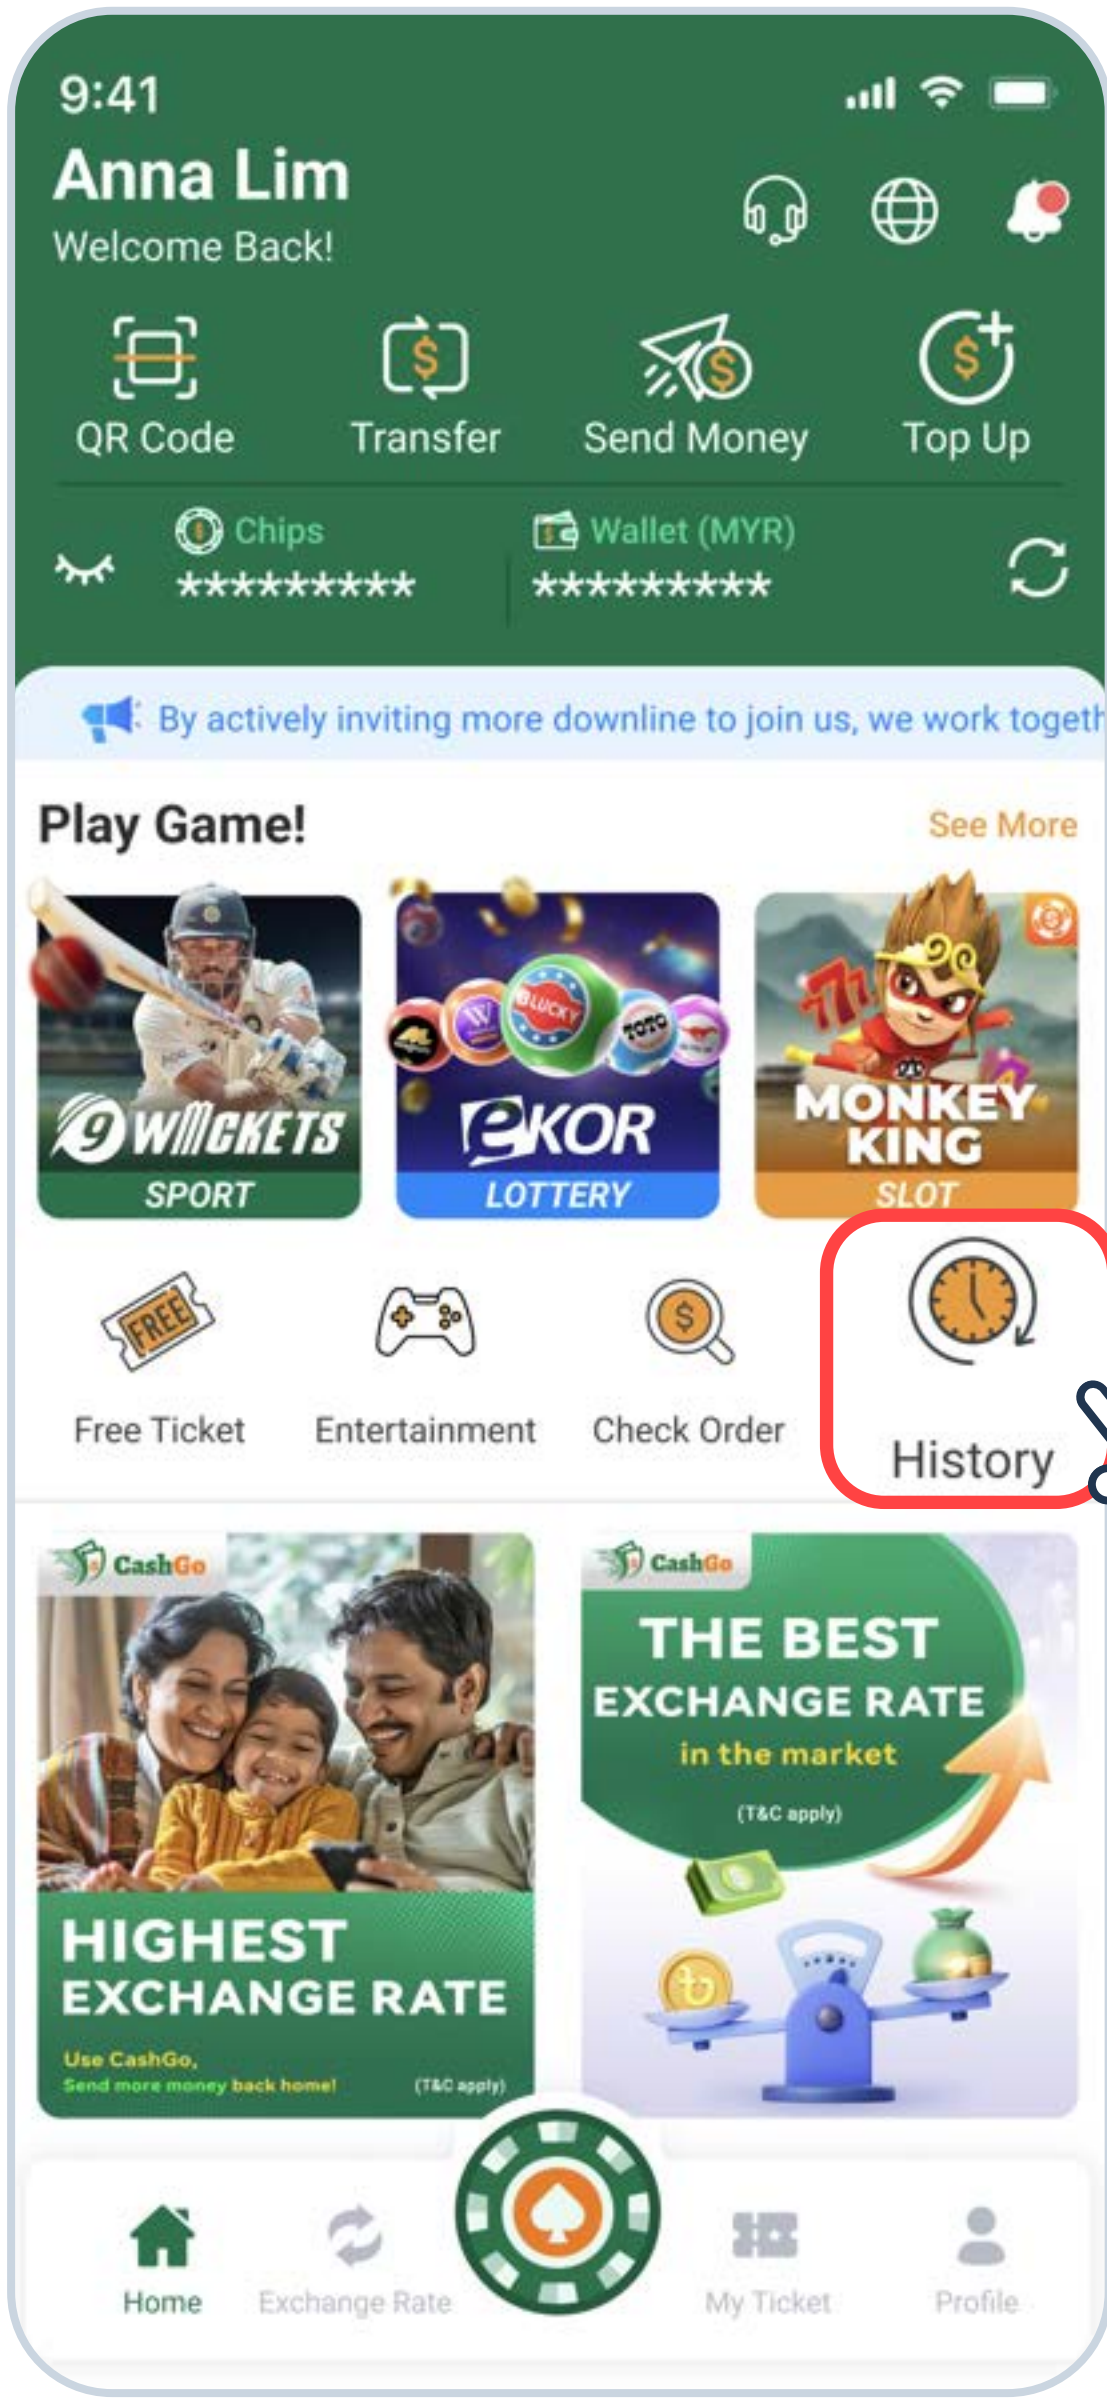 9:41
Anna Lim
Welcome Back!
QR Code
Transfer
Send Money
Top Up
Chips
Wallet (MYR)
*********
*********
By actively inviting more downline to join us, we work togeth
Play Game!
See More
9WICKETS
SPORT
LUCKY
TOTO
eKOR
LOTTERY
MONKEY
KING
SLOT
FREE
Free Ticket
Entertainment
Check Order
History
CashGo
HIGHEST
EXCHANGE RATE
Use CashGo,
Send more money back home!
(T&C apply)
CashGo
THE BEST
EXCHANGE RATE
in the market
(T&C apply)
Home
Exchange Rate
My Ticket
Profile